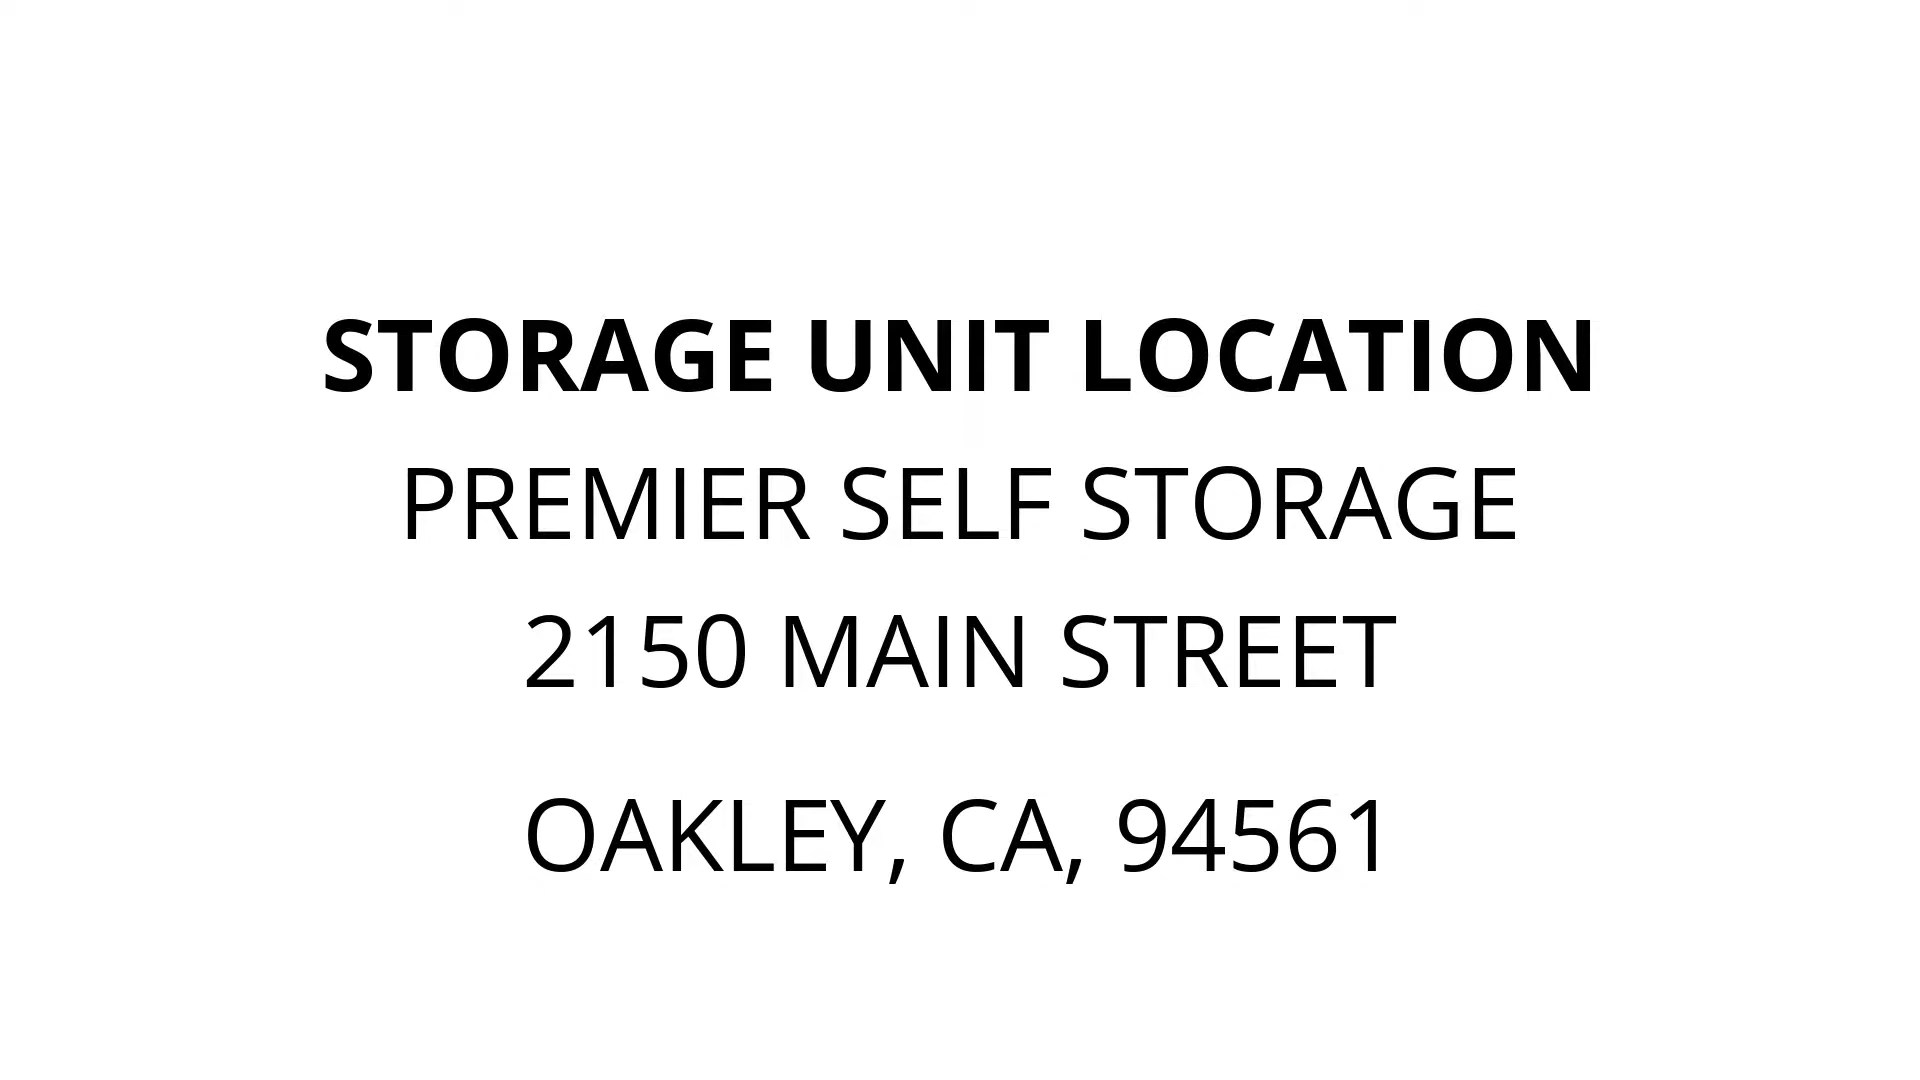 STORAGE UNIT LOCATION
PREMIER SELF STORAGE
2150 MAIN STREET
OAKLEY, CA, 94561